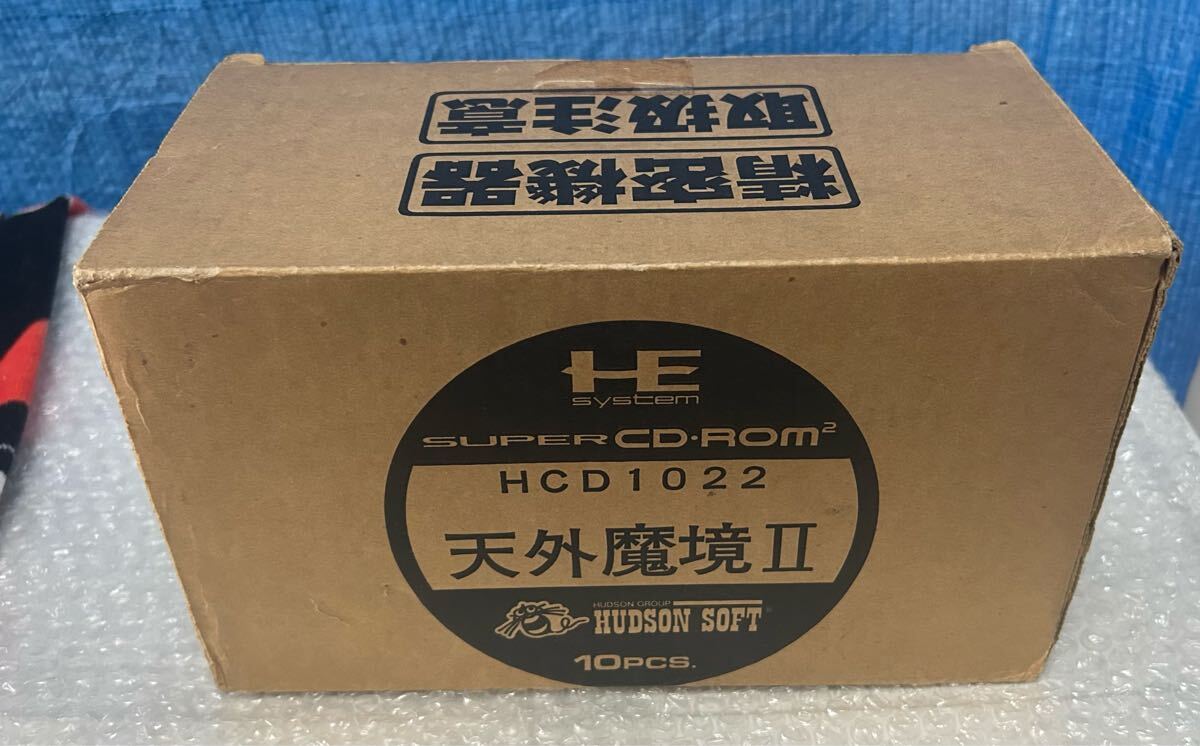 精密機器
取扱注意
HE
system
SUPER CD・ROM²
HCD1022
天外魔境Ⅱ
HUDSON GROUP
HUDSON SOFT
10PCS.